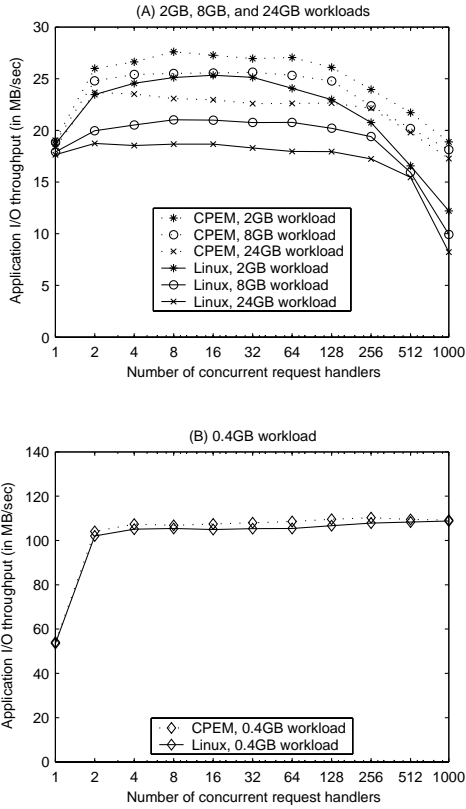 (A) 2GB, 8GB, and 24GB workloads
Application I/O throughput (in MB/sec)
30
25
20
15
10
5
0
CPEM, 2GB workload
CPEM, 8GB workload
CPEM, 24GB workload
Linux, 2GB workload
Linux, 8GB workload
Linux, 24GB workload
1 2 4 8 16 32 64 128 256 512 1000
Number of concurrent request handlers
(B) 0.4GB workload
Application I/O throughput (in MB/sec)
140
120
100
80
60
40
20
0
CPEM, 0.4GB workload
Linux, 0.4GB workload
1 2 4 8 16 32 64 128 256 512 1000
Number of concurrent request handlers